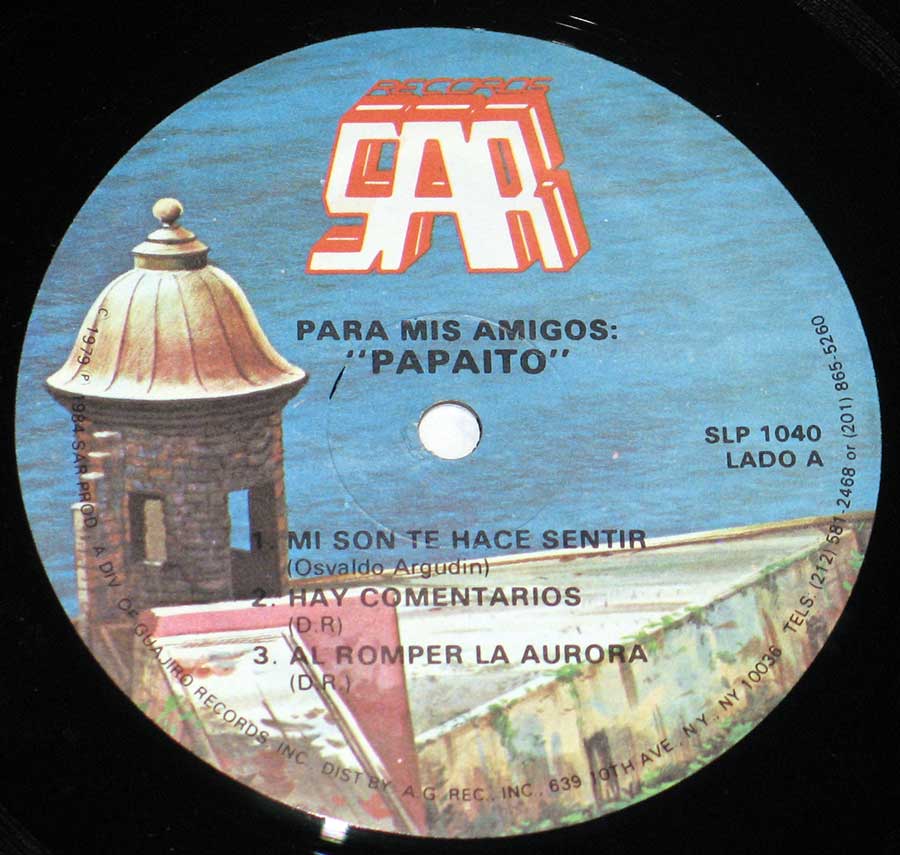 RECORDS
SAR
PARA MIS AMIGOS:
"PAPAITO"
SLP 1040
LADO A
1. MI SON TE HACE SENTIR
(Osvaldo Argudin)
2. HAY COMENTARIOS
(D.R)
3. AL ROMPER LA AURORA
(D.R.)
C 1979 (P) 1984 SAR PROD., A DIV. OF GUAJIRO RECORDS, INC. DIST BY A.G. REC., INC., 639 10TH AVE., N.Y., NY 10036 TELS. (212) 581-2468 or (201) 865-5260